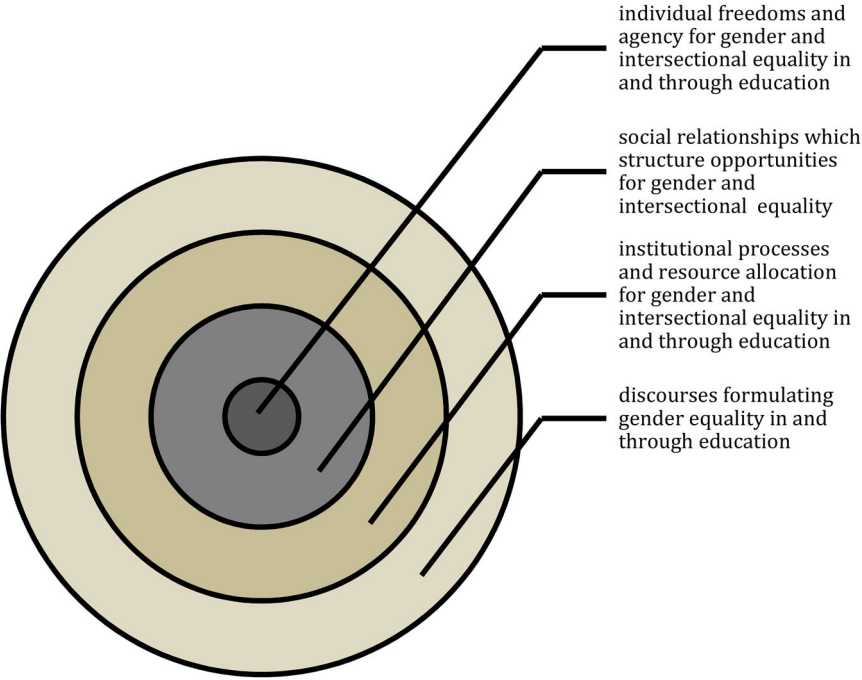 individual freedoms and
agency for gender and
intersectional equality in
and through education
social relationships which
structure opportunities
for gender and
intersectional  equality
institutional processes
and resource allocation
for gender and
intersectional equality in
and through education
discourses formulating
gender equality in and
through education